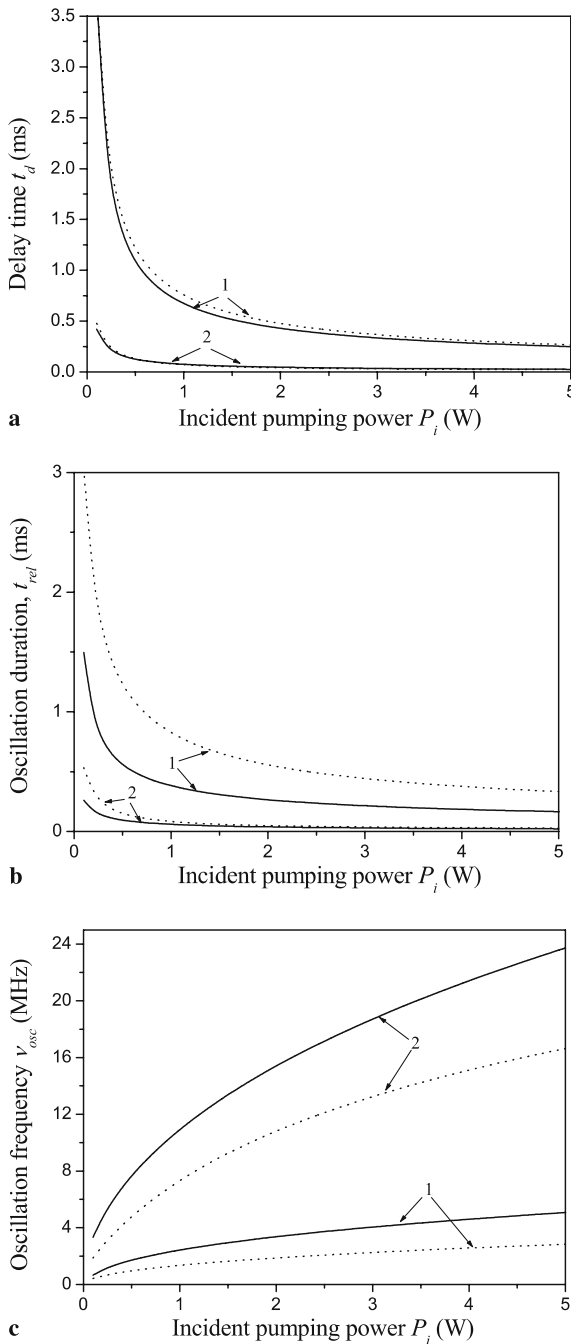 3.5
3.0
2.5
2.0
1.5
1.0
0.5
0.0
Delay time t_d (ms)
1
2
0 1 2 3 4 5
Incident pumping power P_i (W)
a
3
2
1
0
Oscillation duration, t_rel (ms)
1
2
0 1 2 3 4 5
Incident pumping power P_i (W)
b
24
20
16
12
8
4
0
Oscillation frequency ν_osc (MHz)
2
1
0 1 2 3 4 5
Incident pumping power P_i (W)
c